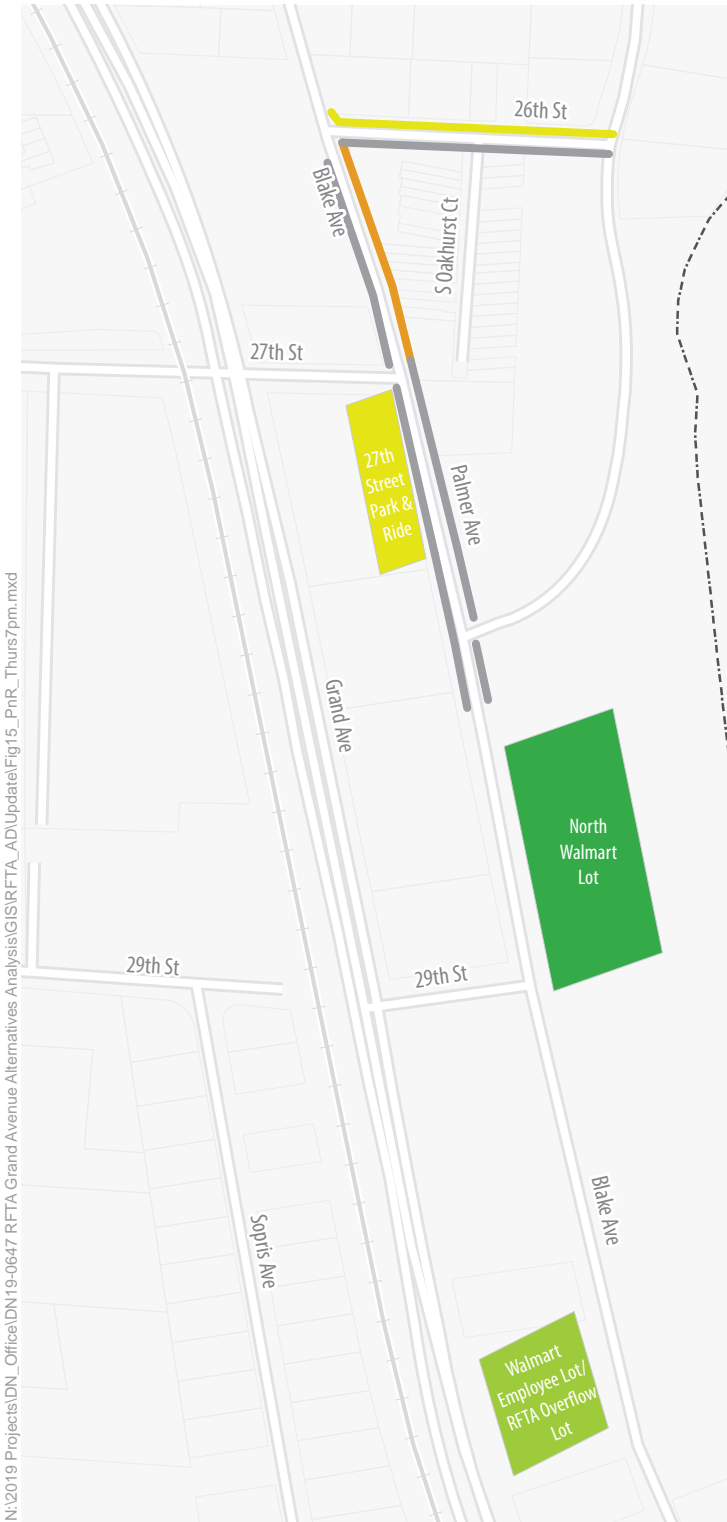 26th St
Blake Ave
S Oakhurst Ct
27th St
27th
Street
Park &
Ride
Palmer Ave
Grand Ave
North
Walmart
Lot
29th St
29th St
Blake Ave
Sopris Ave
Walmart
Employee Lot/
RFTA Overflow
Lot
N:\2019 Projects\DN_Office\DN19-0647 RFTA Grand Avenue Alternatives Analysis\GIS\RFTA_AD\Update\Fig15_PnR_Thurs7pm.mxd